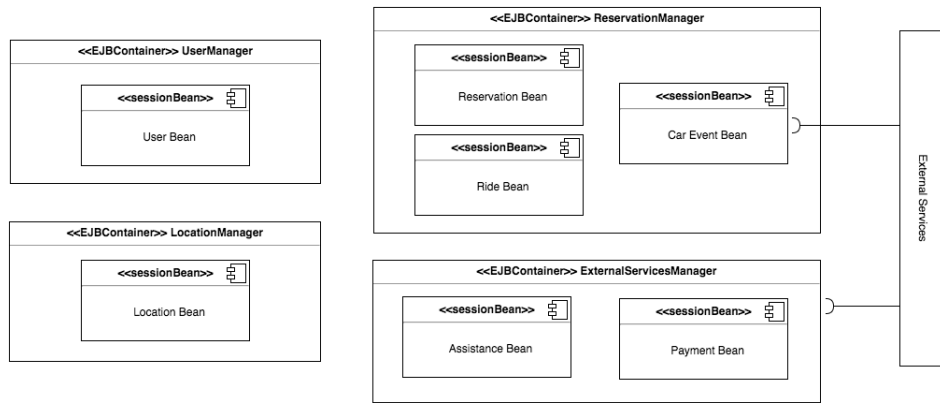 <<EJBContainer>> UserManager
<<sessionBean>>
User Bean
<<EJBContainer>> LocationManager
<<sessionBean>>
Location Bean
<<EJBContainer>> ReservationManager
<<sessionBean>>
Reservation Bean
<<sessionBean>>
Ride Bean
<<sessionBean>>
Car Event Bean
<<EJBContainer>> ExternalServicesManager
<<sessionBean>>
Assistance Bean
<<sessionBean>>
Payment Bean
External Services